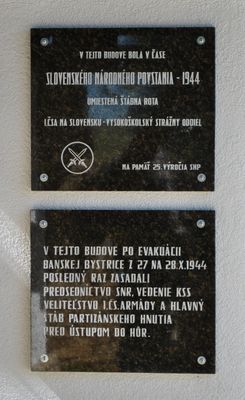 V TEJTO BUDOVE BOLA V ČASE
SLOVENSKÉHO NÁRODNÉHO POVSTANIA - 1944
UMIESTENÁ ŠTÁBNA ROTA
I.ČSA NA SLOVENSKU - VYSOKOŠKOLSKÝ STRÁŽNY ODDIEL
NA PAMÄŤ 25. VÝROČIA SNP
V TEJTO BUDOVE PO EVAKUÁCII
BANSKEJ BYSTRICE Z 27 NA 28.X.1944
POSLEDNÝ RAZ ZASADALI
PREDSEDNÍCTVO SNR, VEDENIE KSS
VELITEĽSTVO I.ČS.ARMÁDY A HLAVNÝ
ŠTÁB PARTIZÁNSKEHO HNUTIA
PRED ÚSTUPOM DO HÔR.